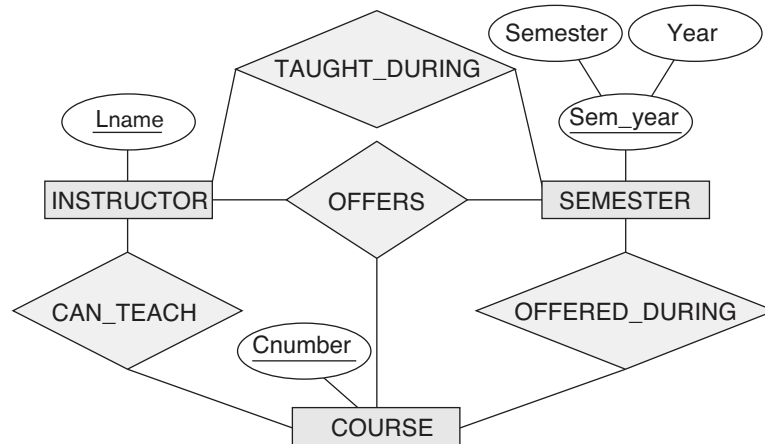 Semester
Year
TAUGHT_DURING
Lname
Sem_year
INSTRUCTOR
OFFERS
SEMESTER
CAN_TEACH
OFFERED_DURING
Cnumber
COURSE